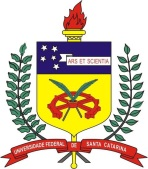 ARS ET SCIENTIA
UNIVERSIDADE FEDERAL DE SANTA CATARINA